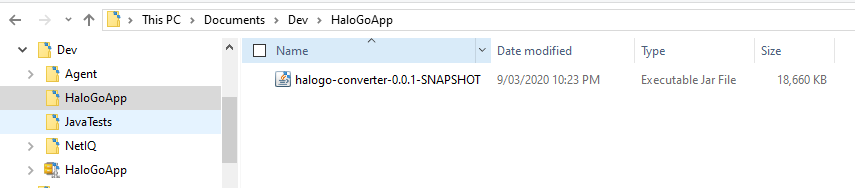 This PC > Documents > Dev > HaloGoApp
Dev
Agent
HaloGoApp
JavaTests
NetIQ
HaloGoApp
Name Date modified Type Size
halogo-converter-0.0.1-SNAPSHOT 9/03/2020 10:23 PM Executable Jar File 18,660 KB